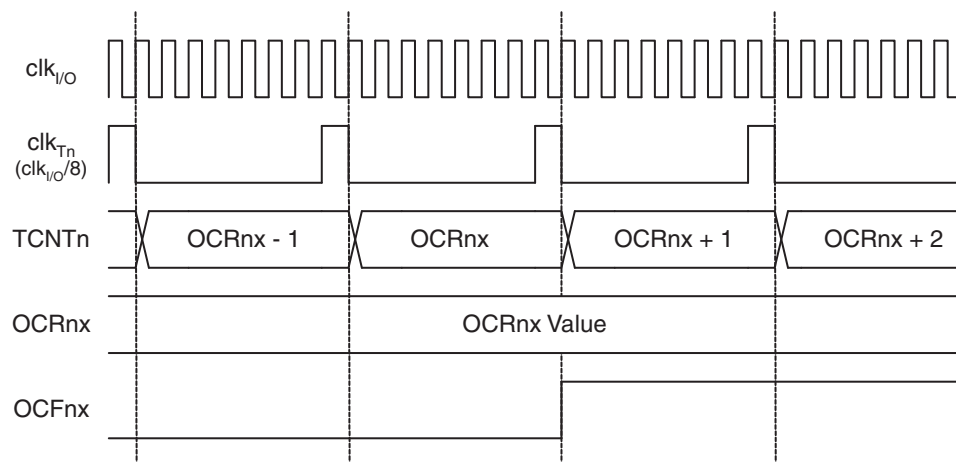 clkI/O
clkTn
(clkI/O/8)
TCNTn
OCRnx - 1
OCRnx
OCRnx + 1
OCRnx + 2
OCRnx
OCRnx Value
OCFnx